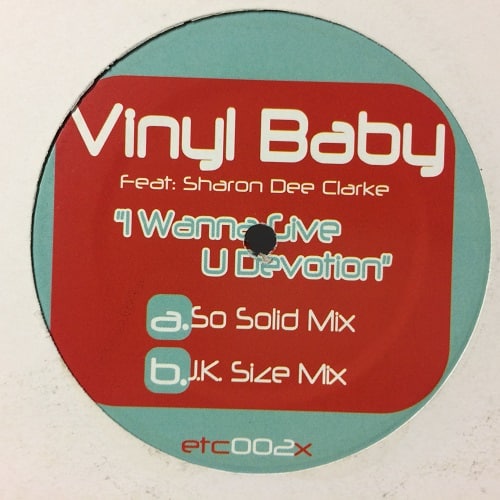 Vinyl Baby
Feat: Sharon Dee Clarke
"I Wanna Give
U Devotion"
a. So Solid Mix
b. J.K. Size Mix
etc002x